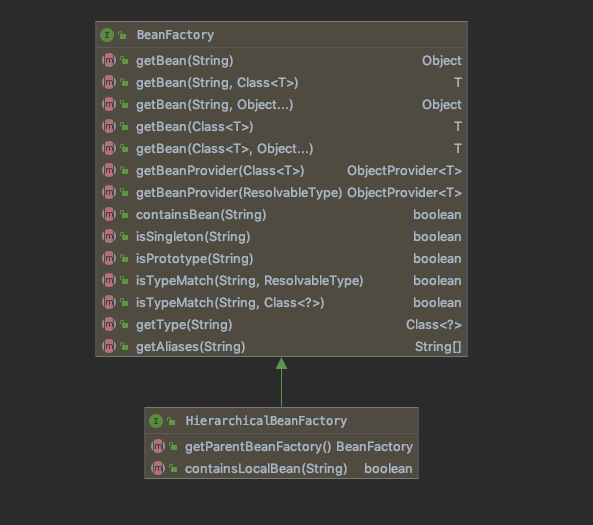 BeanFactory
getBean(String) Object
getBean(String, Class<T>) T
getBean(String, Object...) Object
getBean(Class<T>) T
getBean(Class<T>, Object...) T
getBeanProvider(Class<T>) ObjectProvider<T>
getBeanProvider(ResolvableType) ObjectProvider<T>
containsBean(String) boolean
isSingleton(String) boolean
isPrototype(String) boolean
isTypeMatch(String, ResolvableType) boolean
isTypeMatch(String, Class<?>) boolean
getType(String) Class<?>
getAliases(String) String[]
HierarchicalBeanFactory
getParentBeanFactory() BeanFactory
containsLocalBean(String) boolean